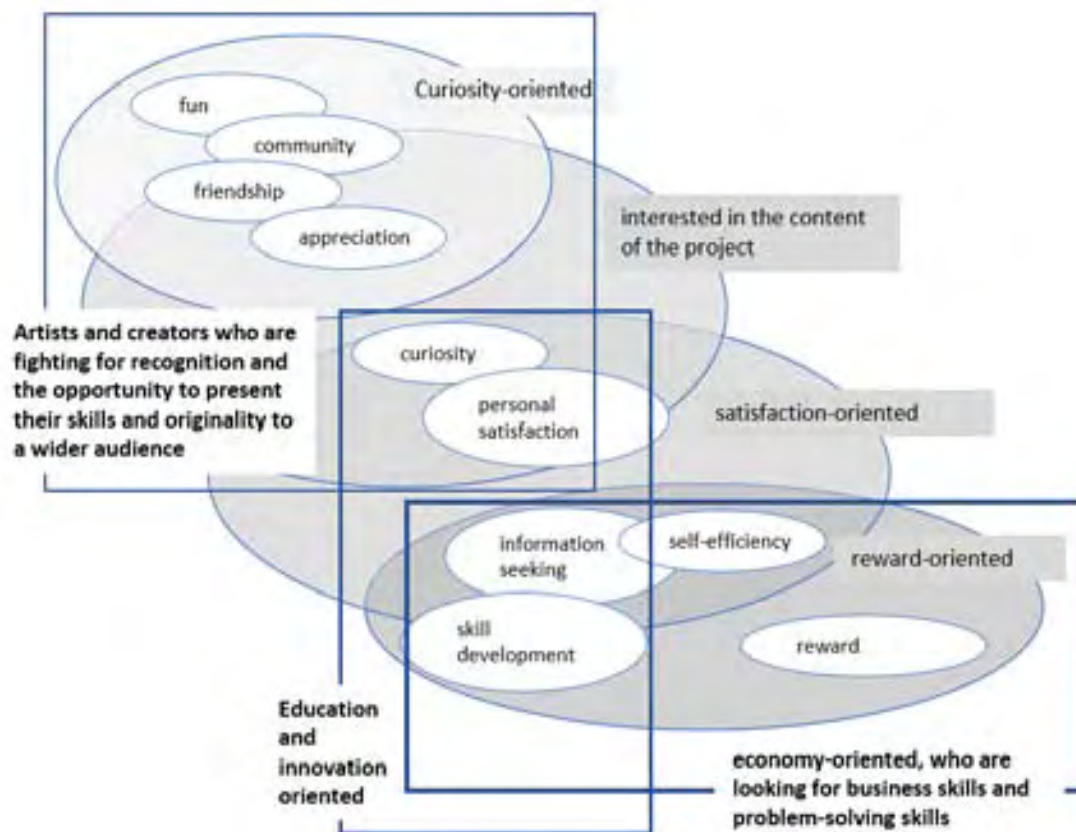 Curiosity-oriented
fun
community
friendship
appreciation
interested in the content
of the project
Artists and creators who are
fighting for recognition and
the opportunity to present
their skills and originality to
a wider audience
curiosity
personal
satisfaction
satisfaction-oriented
information
seeking
self-efficiency
reward-oriented
skill
development
reward
Education
and
innovation
oriented
economy-oriented, who are
looking for business skills and
problem-solving skills